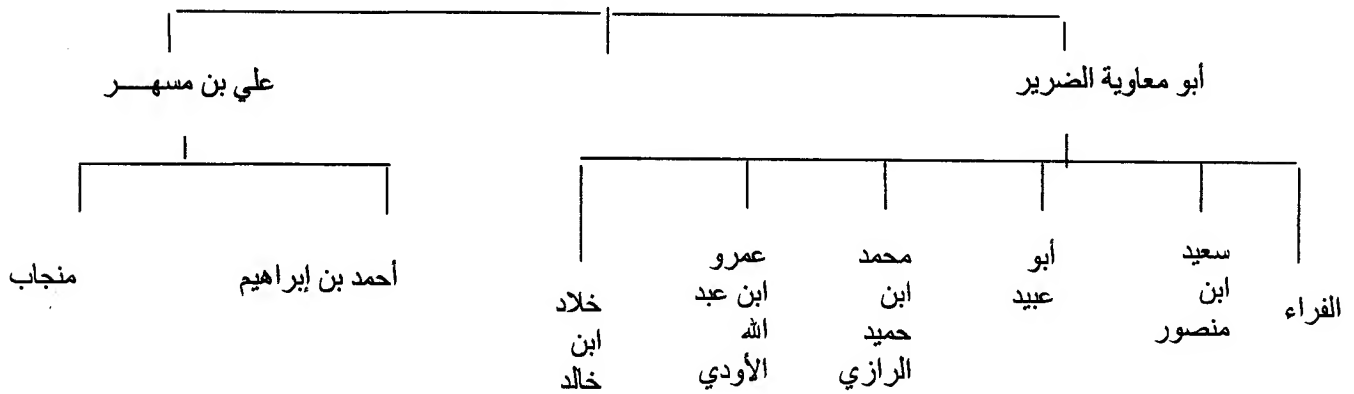 أبو معاوية الضرير
علي بن مسهــر
الفراء
سعيد
ابن
منصور
أبو
عبيد
محمد
ابن
حميد
الرازي
عمرو
ابن عبد
الله
الأودي
خلاد
ابن
خالد
أحمد بن إبراهيم
منجاب